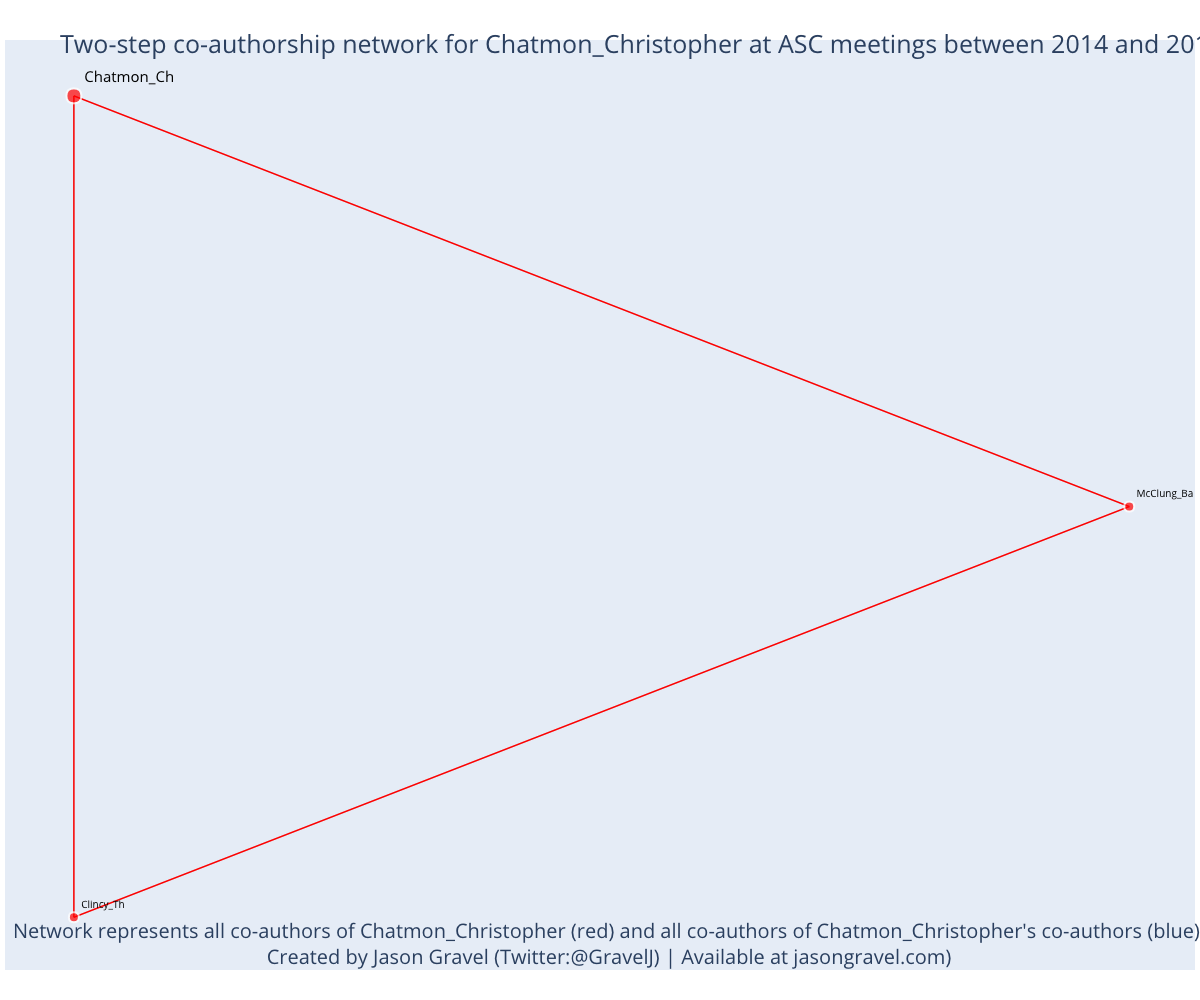 Two-step co-authorship network for Chatmon_Christopher at ASC meetings between 2014 and
Chatmon_Ch
McClung_Ba
Clincy_Th
Network represents all co-authors of Chatmon_Christopher (red) and all co-authors of Chatmon_Christopher's co-authors (blue)
Created by Jason Gravel (Twitter:@GravelJ) | Available at jasongravel.com)